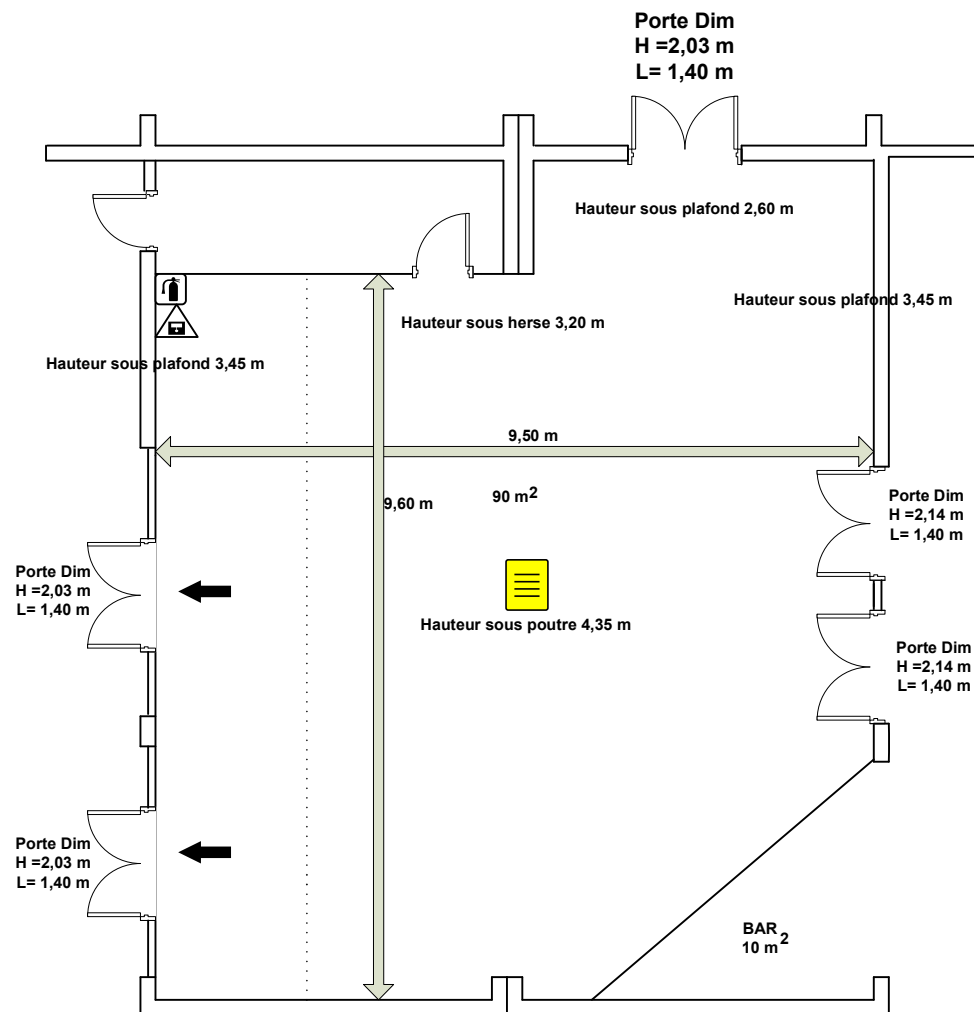 Porte Dim
H =2,03 m
L= 1,40 m
Hauteur sous plafond 2,60 m
Hauteur sous plafond 3,45 m
Hauteur sous herse 3,20 m
Hauteur sous plafond 3,45 m
9,50 m
9,60 m
90 m2
Porte Dim
H =2,14 m
L= 1,40 m
Porte Dim
H =2,03 m
L= 1,40 m
Hauteur sous poutre 4,35 m
Porte Dim
H =2,14 m
L= 1,40 m
Porte Dim
H =2,03 m
L= 1,40 m
BAR
10 m2